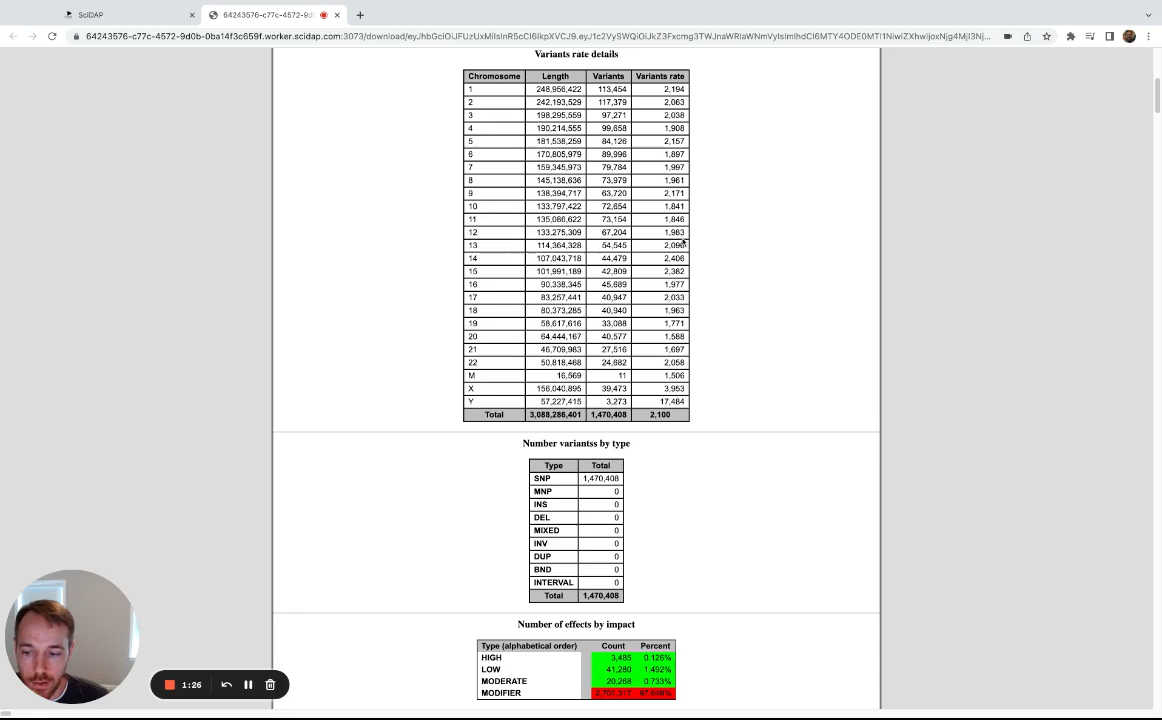 SciDAP
64243576-c77c-4572-9d
64243576-c77c-4572-9d0b-0ba14f3c659f.worker.scidap.com:3073/download/
Variants rate details
Chromosome Length Variants Variants rate
1 248,956,422 113,454 2,194
2 242,193,529 117,379 2,063
3 198,295,559 97,271 2,038
4 190,214,555 99,658 1,908
5 181,538,259 84,126 2,157
6 170,805,979 89,996 1,897
7 159,345,973 79,784 1,997
8 145,138,636 73,979 1,961
9 138,394,717 63,720 2,171
10 133,797,422 72,654 1,841
11 135,086,622 73,154 1,846
12 133,275,309 67,204 1,983
13 114,364,328 54,545 2,096
14 107,043,718 44,479 2,406
15 101,991,189 42,809 2,382
16 90,338,345 45,689 1,977
17 83,257,441 40,947 2,033
18 80,373,285 40,940 1,963
19 58,617,616 33,088 1,771
20 64,444,167 40,577 1,588
21 46,709,983 27,516 1,697
22 50,818,468 24,682 2,058
M 16,569 11 1,506
X 156,040,895 39,473 3,953
Y 57,227,415 3,273 17,484
Total 3,088,286,401 1,470,408 2,100
Number variantss by type
Type Total
SNP 1,470,408
MNP 0
INS 0
DEL 0
MIXED 0
INV 0
DUP 0
BND 0
INTERVAL 0
Total 1,470,408
Number of effects by impact
Type (alphabetical order) Count Percent
HIGH 3,485 0.126%
LOW 41,280 1.492%
MODERATE 20,268 0.733%
MODIFIER 2,701,317 97.649%
1:26